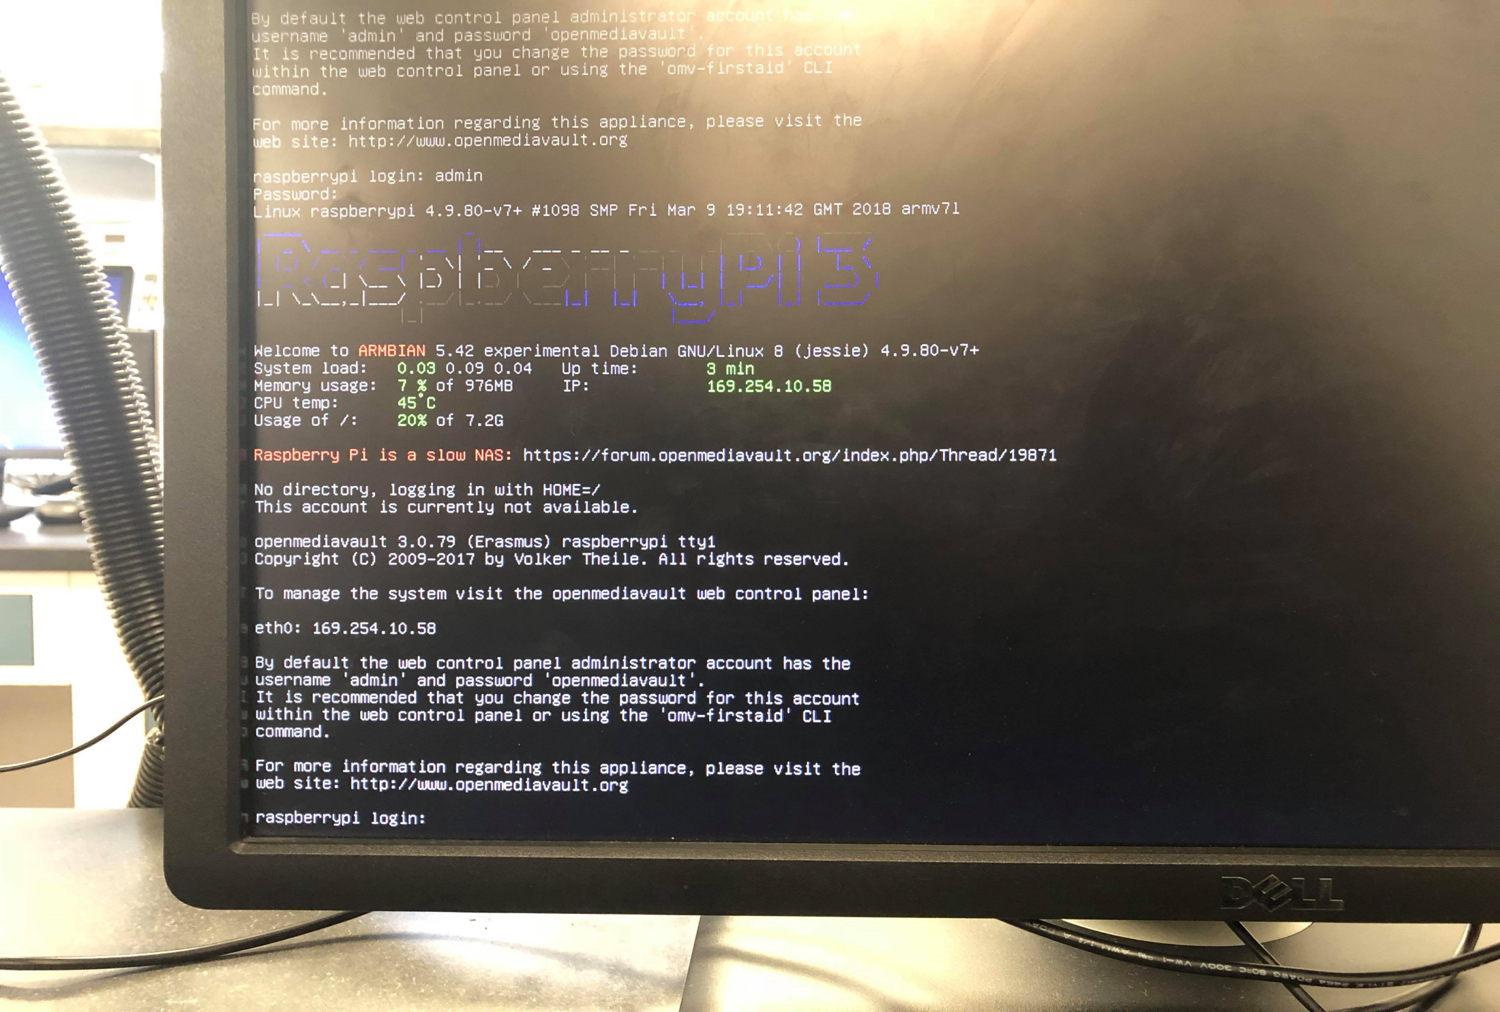 By default the web control panel administrator account has the
username 'admin' and password 'openmediavault'.
It is recommended that you change the password for this account
within the web control panel or using the 'omv-firstaid' CLI
command.
For more information regarding this appliance, please visit the
web site: http://www.openmediavault.org
raspberrypi login: admin
Password:
Linux raspberrypi 4.9.80-v7+ #1098 SMP Fri Mar 9 19:11:42 GMT 2018 armv7l
Raspberry Pi 3
Welcome to ARMBIAN 5.42 experimental Debian GNU/Linux 8 (jessie) 4.9.80-v7+
System load: 0.03 0.09 0.04 Up time: 3 min
Memory usage: 7 % of 976MB IP: 169.254.10.58
CPU temp: 45°C
Usage of /: 20% of 7.2G
Raspberry Pi is a slow NAS: https://forum.openmediavault.org/index.php/Thread/19871
No directory, logging in with HOME=/
This account is currently not available.
openmediavault 3.0.79 (Erasmus) raspberrypi tty1
Copyright (C) 2009-2017 by Volker Theile. All rights reserved.
To manage the system visit the openmediavault web control panel:
eth0: 169.254.10.58
By default the web control panel administrator account has the
username 'admin' and password 'openmediavault'.
It is recommended that you change the password for this account
within the web control panel or using the 'omv-firstaid' CLI
command.
For more information regarding this appliance, please visit the
web site: http://www.openmediavault.org
raspberrypi login:
DELL